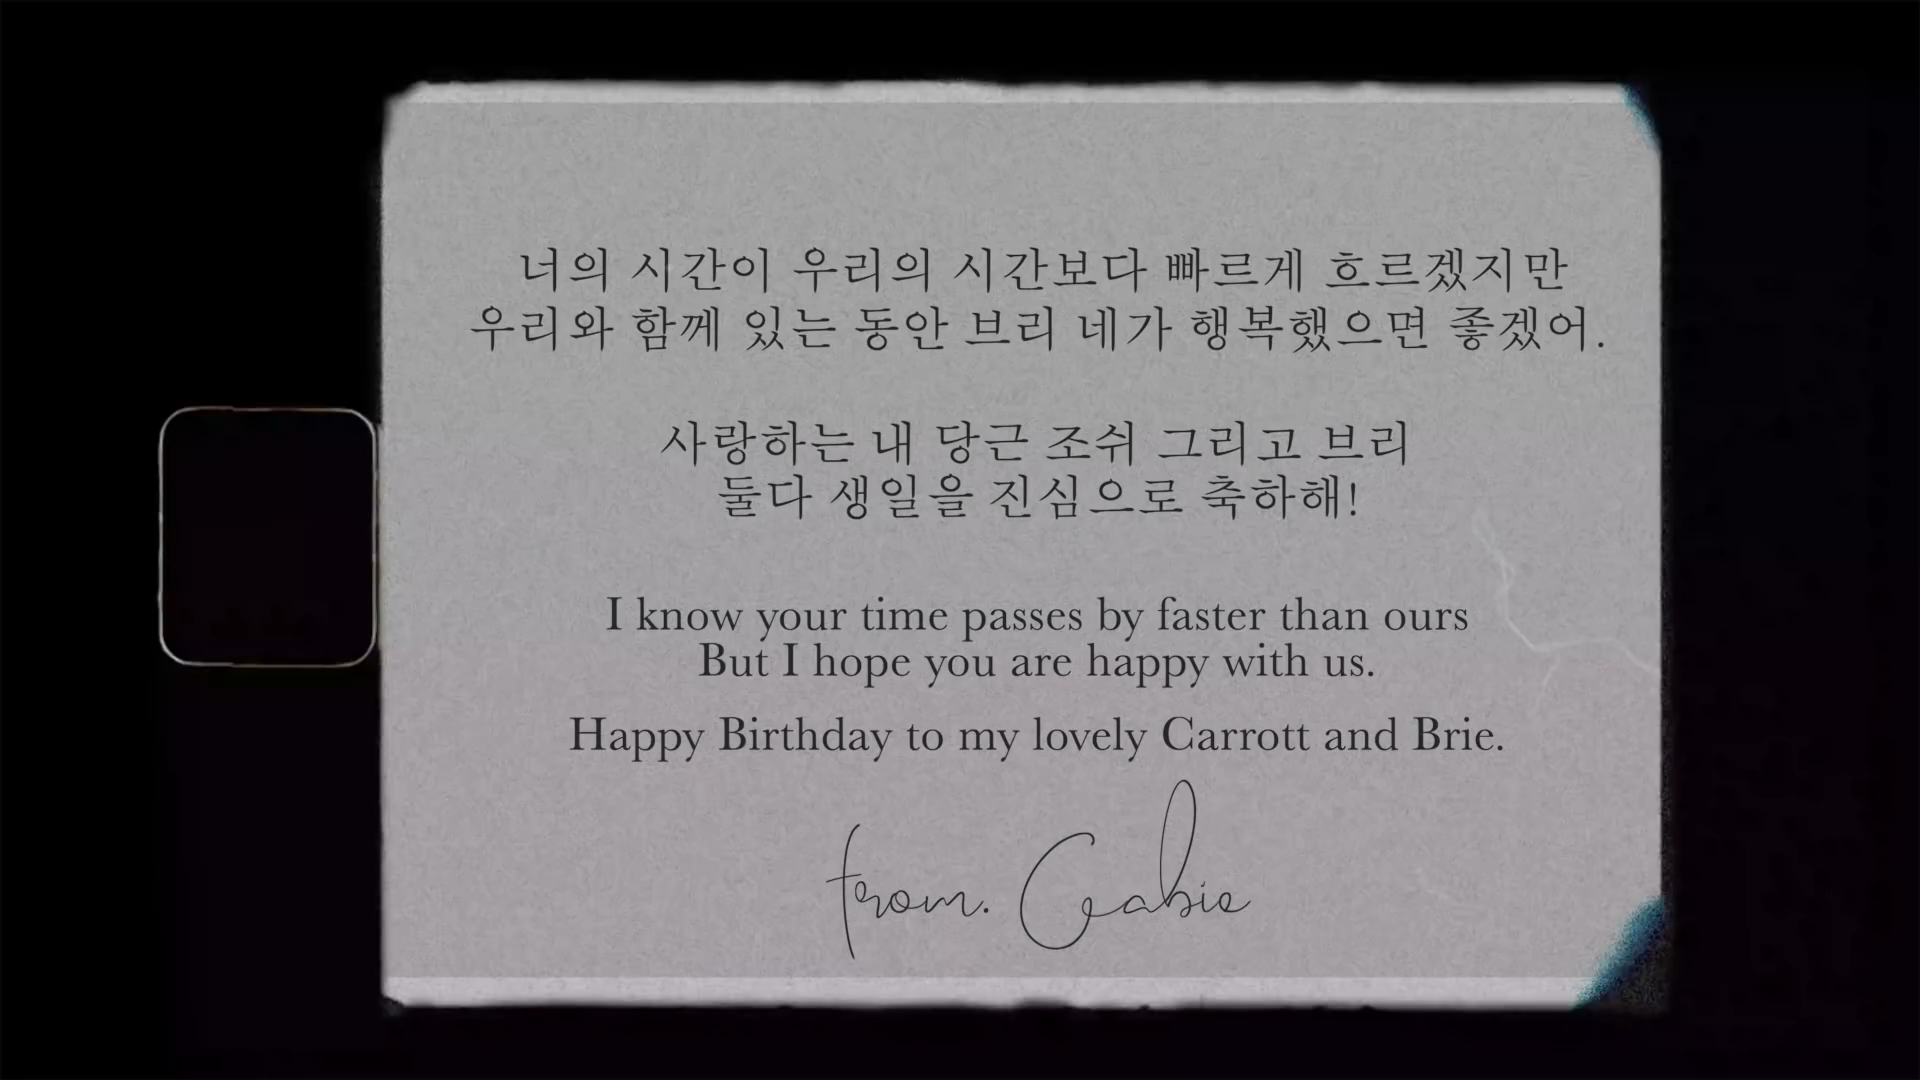 너의 시간이 우리의 시간보다 빠르게 흐르겠지만
우리와 함께 있는 동안 브리 네가 행복했으면 좋겠어.
사랑하는 내 당근 조쉬 그리고 브리
둘다 생일을 진심으로 축하해!
I know your time passes by faster than ours
But I hope you are happy with us.
Happy Birthday to my lovely Carrott and Brie.
from. Gabie